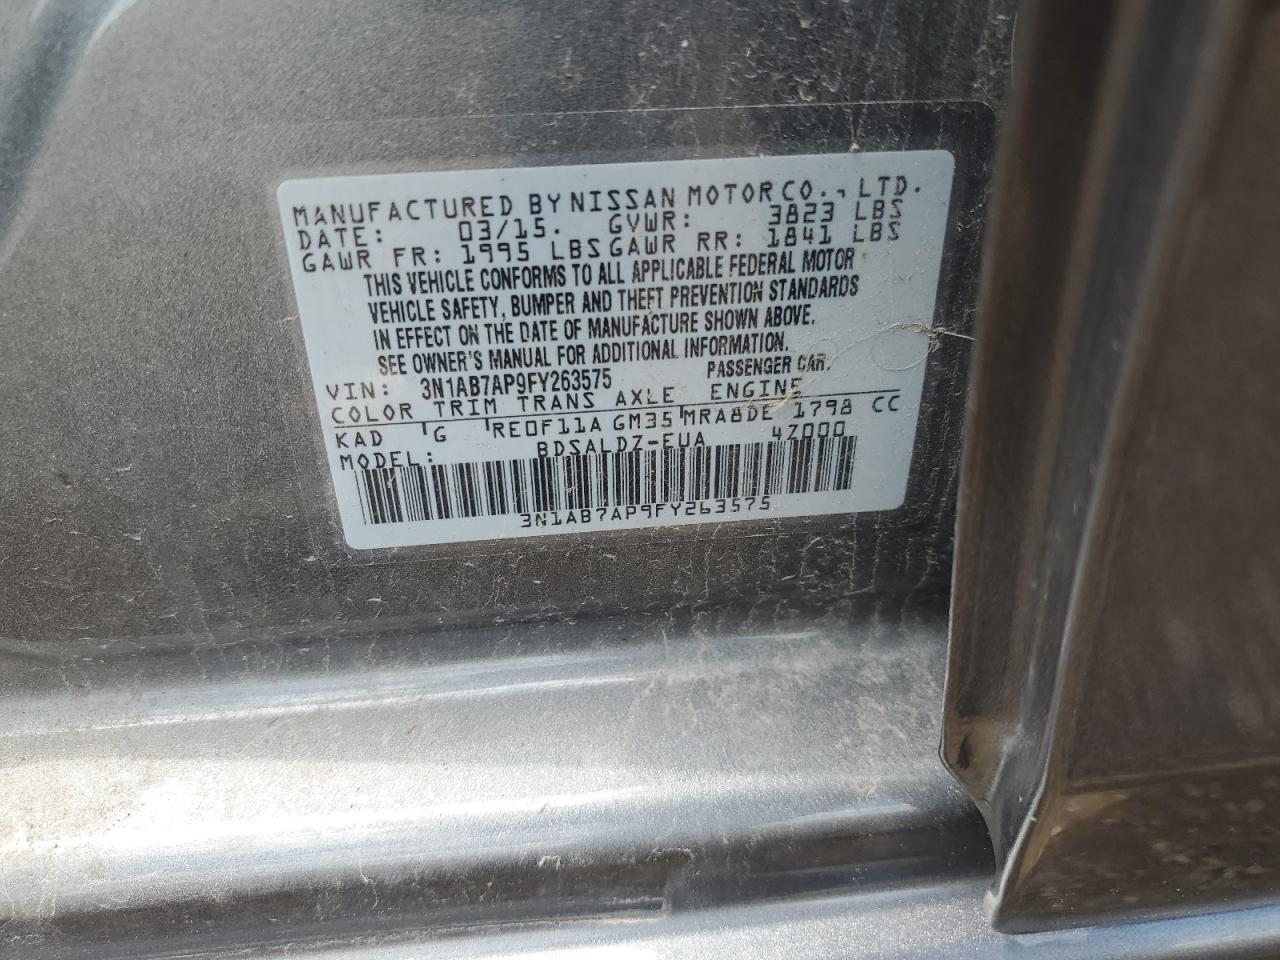 MANUFACTURED BY NISSAN MOTOR CO., LTD.
DATE: 03/15. GVWR: 3823 LBS
GAWR FR: 1995 LBS GAWR RR: 1841 LBS
THIS VEHICLE CONFORMS TO ALL APPLICABLE FEDERAL MOTOR
VEHICLE SAFETY, BUMPER AND THEFT PREVENTION STANDARDS
IN EFFECT ON THE DATE OF MANUFACTURE SHOWN ABOVE.
SEE OWNER'S MANUAL FOR ADDITIONAL INFORMATION.
VIN: 3N1AB7AP9FY263575 PASSENGER CAR.
COLOR TRIM TRANS AXLE ENGINE
KAD G RE0F11A GM35 MRA8DE 1798 CC
MODEL: BDSALDZ-EUA 4Z000
3N1AB7AP9FY263575